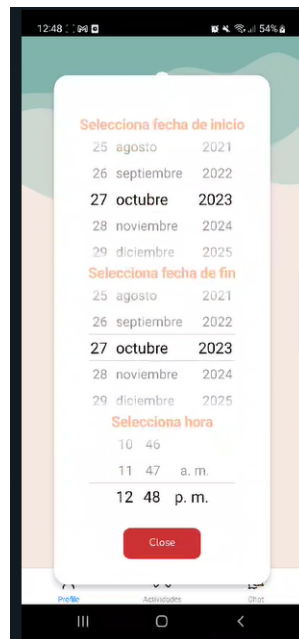 12:48
54%
Selecciona fecha de inicio
25 agosto 2021
26 septiembre 2022
27 octubre 2023
28 noviembre 2024
29 diciembre 2025
Selecciona fecha de fin
25 agosto 2021
26 septiembre 2022
27 octubre 2023
28 noviembre 2024
29 diciembre 2025
Selecciona hora
10 46
11 47 a. m.
12 48 p. m.
Close
Profile Actividades Chat